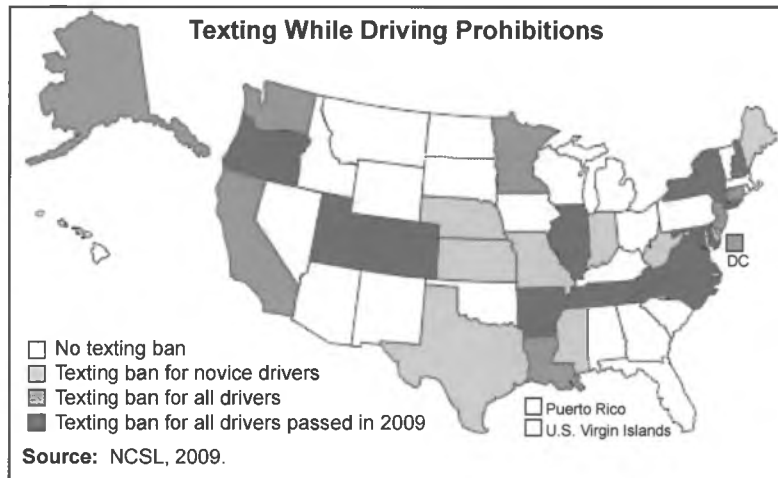 Texting While Driving Prohibitions
DC
No texting ban
Texting ban for novice drivers
Texting ban for all drivers
Texting ban for all drivers passed in 2009
Puerto Rico
U.S. Virgin Islands
Source: NCSL, 2009.